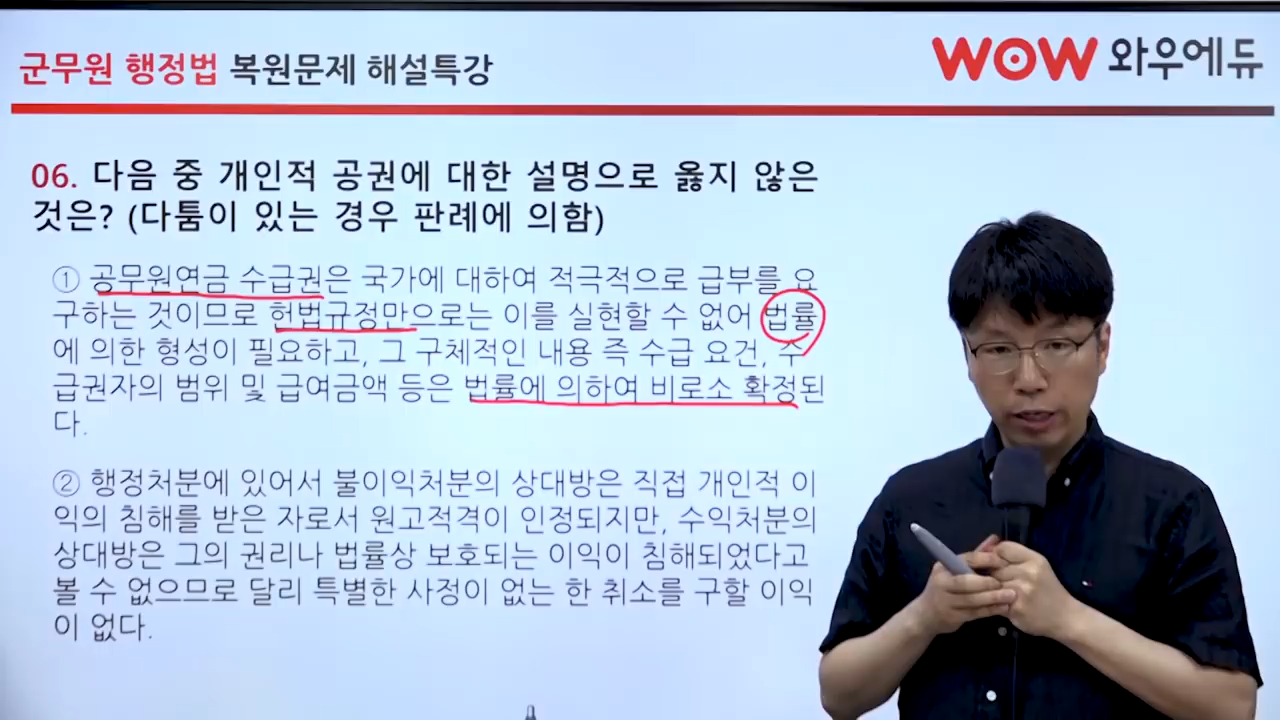 군무원 행정법 복원문제 해설특강
WOW 와우에듀
06. 다음 중 개인적 공권에 대한 설명으로 옳지 않은
것은? (다툼이 있는 경우 판례에 의함)
① 공무원연금 수급권은 국가에 대하여 적극적으로 급부를 요
구하는 것이므로 헌법규정만으로는 이를 실현할 수 없어 법률
에 의한 형성이 필요하고, 그 구체적인 내용 즉 수급 요건, 수
급권자의 범위 및 급여금액 등은 법률에 의하여 비로소 확정된
다.
② 행정처분에 있어서 불이익처분의 상대방은 직접 개인적 이
익의 침해를 받은 자로서 원고적격이 인정되지만, 수익처분의
상대방은 그의 권리나 법률상 보호되는 이익이 침해되었다고
볼 수 없으므로 달리 특별한 사정이 없는 한 취소를 구할 이익
이 없다.